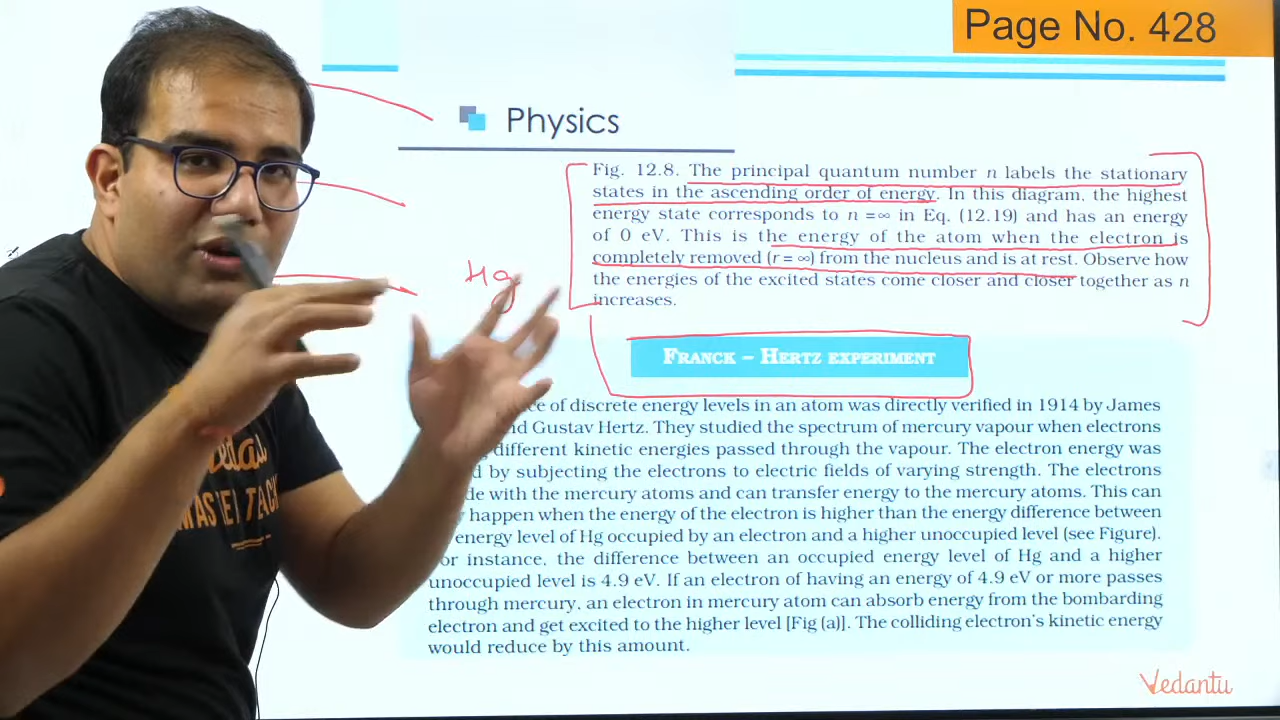 Page No. 428
Physics
Fig. 12.8. The principal quantum number n labels the stationary
states in the ascending order of energy. In this diagram, the highest
energy state corresponds to n =∞ in Eq. (12.19) and has an energy
of 0 eV. This is the energy of the atom when the electron is
completely removed (r = ∞) from the nucleus and is at rest. Observe how
the energies of the excited states come closer and closer together as n
increases.
Hg
FRANCK – HERTZ EXPERIMENT
of discrete energy levels in an atom was directly verified in 1914 by James
Gustav Hertz. They studied the spectrum of mercury vapour when electrons
different kinetic energies passed through the vapour. The electron energy was
by subjecting the electrons to electric fields of varying strength. The electrons
with the mercury atoms and can transfer energy to the mercury atoms. This can
happen when the energy of the electron is higher than the energy difference between
energy level of Hg occupied by an electron and a higher unoccupied level (see Figure).
instance, the difference between an occupied energy level of Hg and a higher
unoccupied level is 4.9 eV. If an electron of having an energy of 4.9 eV or more passes
through mercury, an electron in mercury atom can absorb energy from the bombarding
electron and get excited to the higher level [Fig (a)]. The colliding electron's kinetic energy
would reduce by this amount.
Vedantu